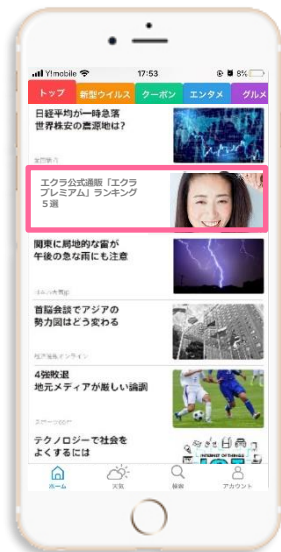 Y!mobile 17:53 8%
トップ 新型ウイルス クーポン エンタメ グルメ
日経平均が一時急落
世界株安の震源地は?
エクラ公式通販「エクラ
プレミアム」ランキング
5選
関東に局地的な雷が
午後の急な雨にも注意
首脳会談でアジアの
勢力図はどう変わる
4強敗退
地元メディアが厳しい論調
テクノロジーで社会を
よくするには
INTERNET OF THINGS
ホーム 天気 検索 アカウント